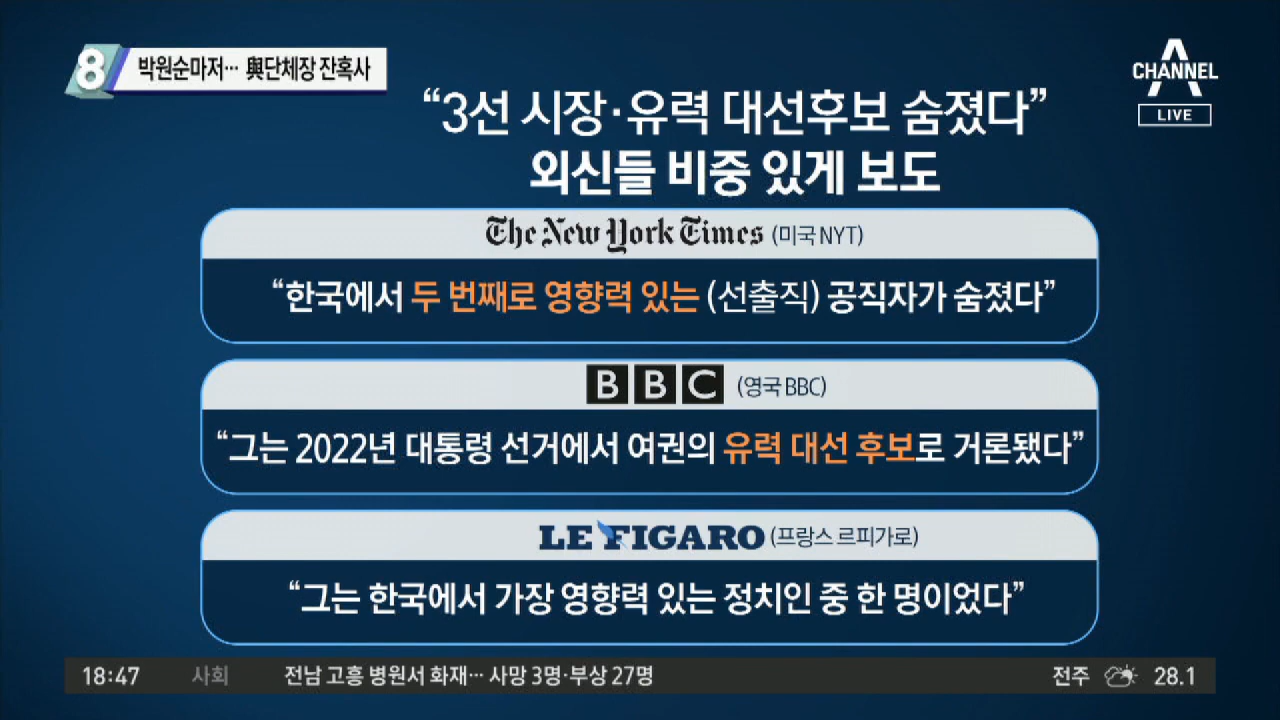 8 박원순마저… 與단체장 잔혹사
CHANNEL A
LIVE
“3선 시장·유력 대선후보 숨졌다”
외신들 비중 있게 보도
The New York Times (미국 NYT)
“한국에서 두 번째로 영향력 있는 (선출직) 공직자가 숨졌다”
BBC (영국 BBC)
“그는 2022년 대통령 선거에서 여권의 유력 대선 후보로 거론됐다”
LE FIGARO (프랑스 르피가로)
“그는 한국에서 가장 영향력 있는 정치인 중 한 명이었다”
18:47 사회 전남 고흥 병원서 화재… 사망 3명·부상 27명 전주 28.1